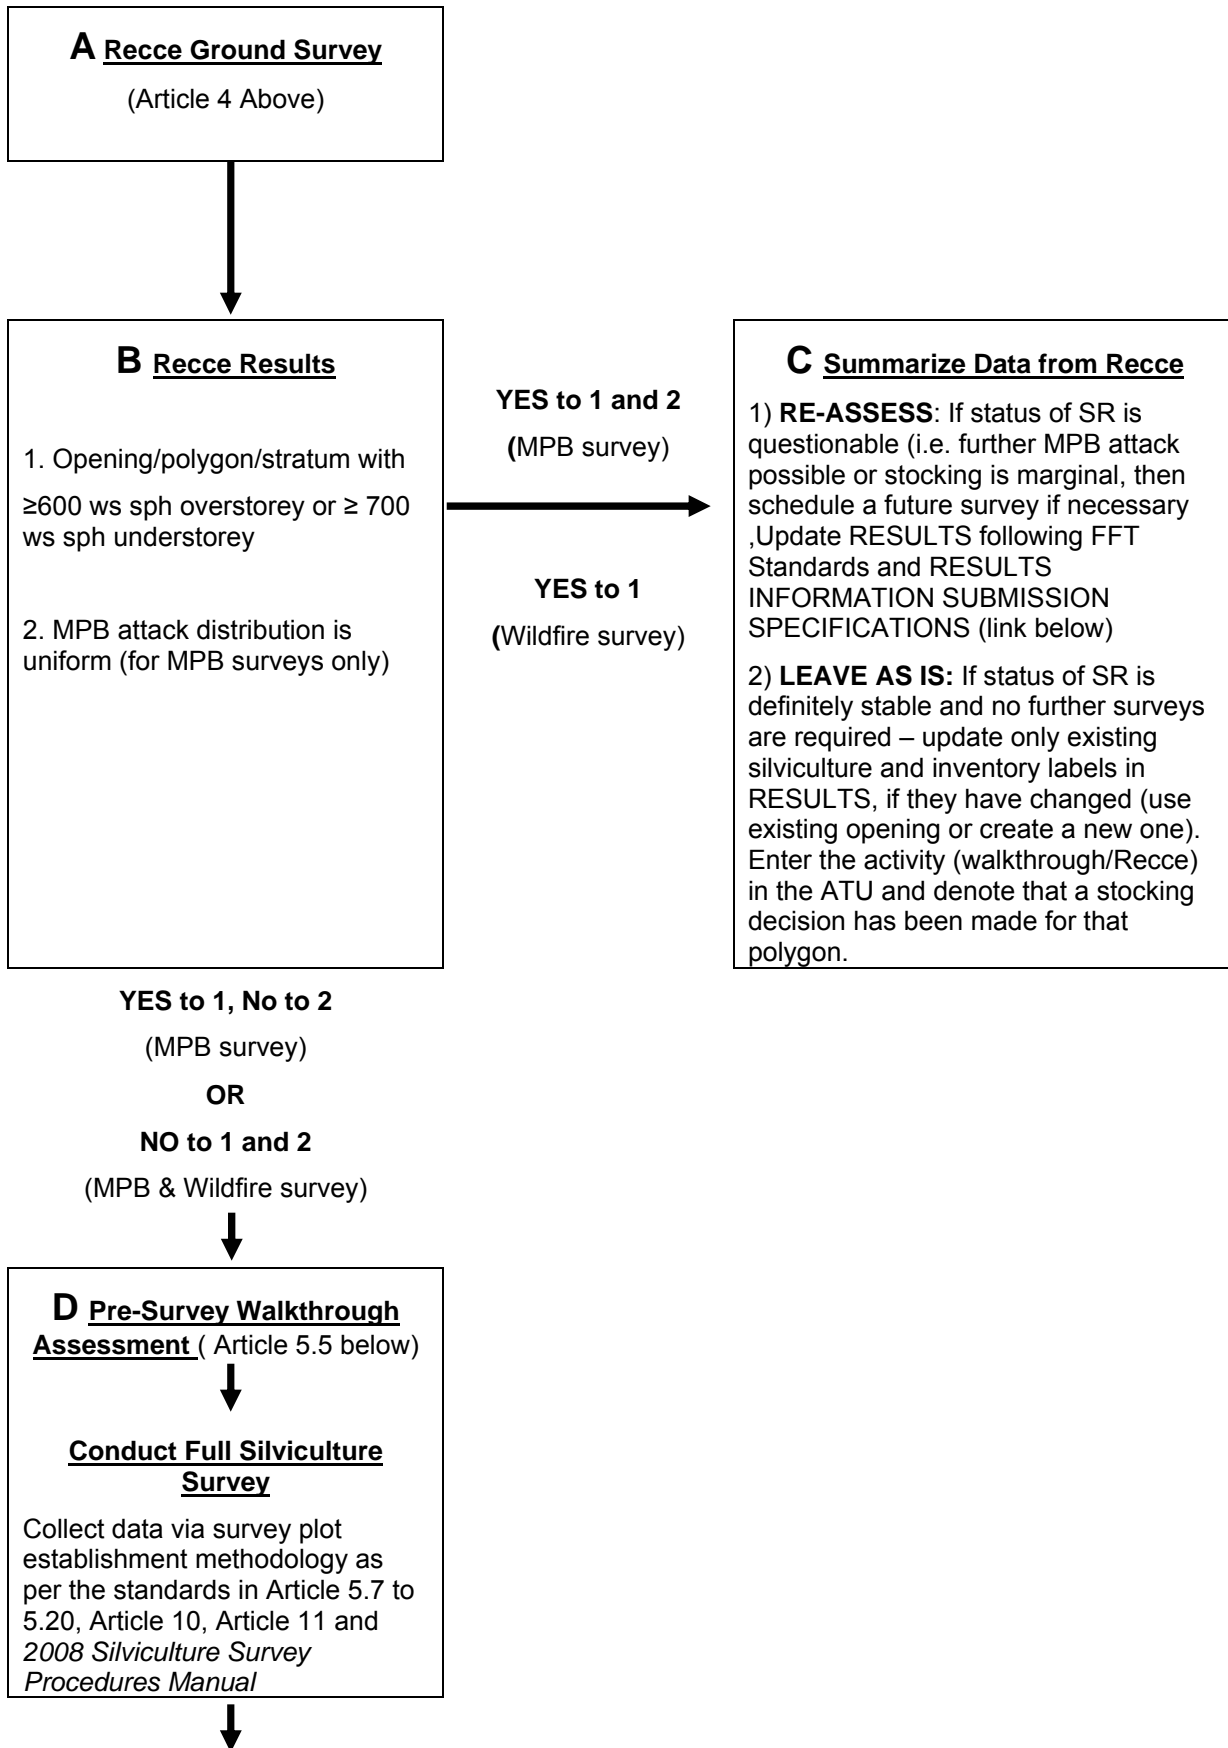 A Recce Ground Survey
(Article 4 Above)
B Recce Results
1. Opening/polygon/stratum with
≥600 ws sph overstorey or ≥ 700
ws sph understorey
2. MPB attack distribution is
uniform (for MPB surveys only)
YES to 1 and 2
(MPB survey)
YES to 1
(Wildfire survey)
C Summarize Data from Recce
1) RE-ASSESS: If status of SR is
questionable (i.e. further MPB attack
possible or stocking is marginal, then
schedule a future survey if necessary
,Update RESULTS following FFT
Standards and RESULTS
INFORMATION SUBMISSION
SPECIFICATIONS (link below)
2) LEAVE AS IS: If status of SR is
definitely stable and no further surveys
are required – update only existing
silviculture and inventory labels in
RESULTS, if they have changed (use
existing opening or create a new one).
Enter the activity (walkthrough/Recce)
in the ATU and denote that a stocking
decision has been made for that
polygon.
YES to 1, No to 2
(MPB survey)
OR
NO to 1 and 2
(MPB & Wildfire survey)
D Pre-Survey Walkthrough
Assessment ( Article 5.5 below)
Conduct Full Silviculture
Survey
Collect data via survey plot
establishment methodology as
per the standards in Article 5.7 to
5.20, Article 10, Article 11 and
2008 Silviculture Survey
Procedures Manual